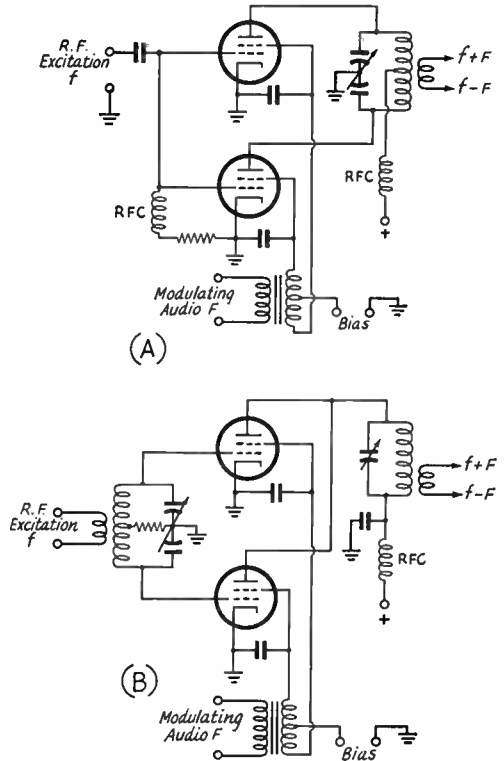 R.F.
Excitation
f
f+F
f-F
RFC
RFC
+
Modulating
Audio F
Bias
(A)
R.F.
Excitation
f
f+F
f-F
RFC
+
(B)
Modulating
Audio F
Bias